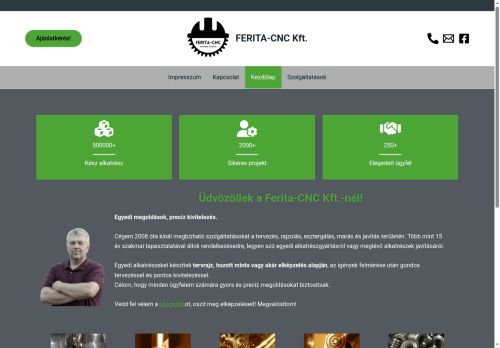 Ajánlatkérés!
FERITA-CNC
FERITA-CNC Kft.
Impresszum Kapcsolat Kezdőlap Szolgáltatások
500000+
Kész alkatrész
2000+
Sikeres projekt
250+
Elégedett ügyfél
Üdvözöllek a Ferita-CNC Kft.-nél!
Egyedi megoldások, precíz kivitelezés.
Cégem 2008 óta kínál megbízható szolgáltatásokat a tervezés, rajzolás, esztergálás, marás és javítás területén. Több mint 15
év szakmai tapasztalatával állok rendelkezésedre, legyen szó egyedi alkatrészgyártásról vagy meglévő alkatrészek javításáról.
Egyedi alkatrészeket készítek tervrajz, hozott minta vagy akár elképzelés alapján, az igények felmérése után gondos
tervezéssel és pontos kivitelezéssel.
Célom, hogy minden ügyfelem számára gyors és precíz megoldásokat biztosítsak.
Vedd fel velem a kapcsolatot, oszd meg elképzelésed! Megvalósítom!